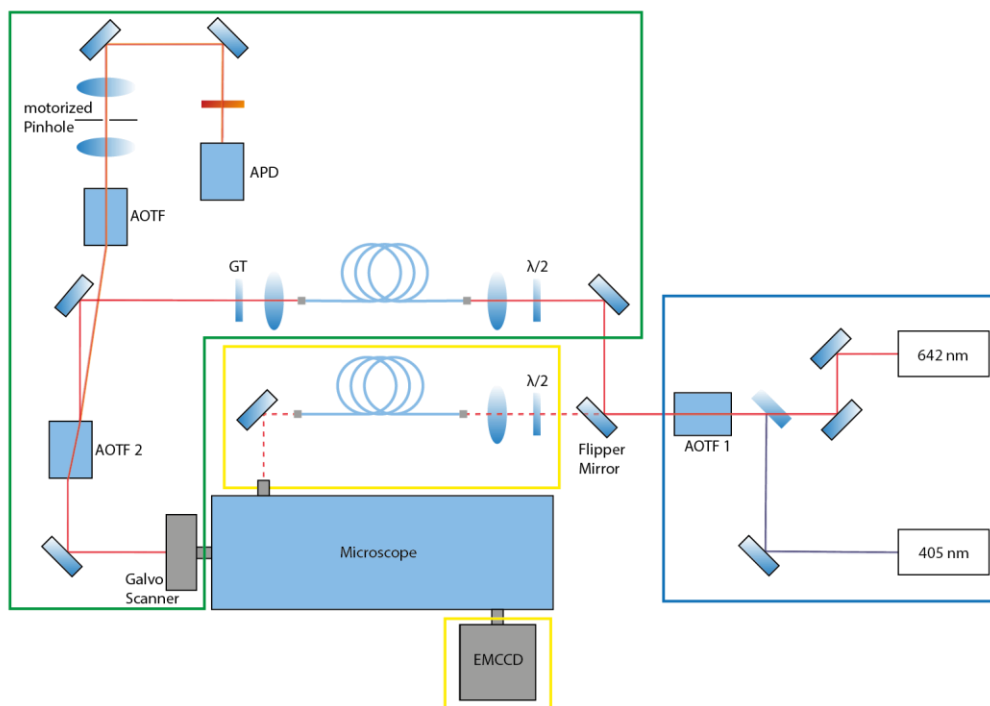 motorized
Pinhole
APD
AOTF
GT
λ/2
642 nm
λ/2
AOTF 1
Flipper
Mirror
AOTF 2
Microscope
405 nm
Galvo
Scanner
EMCCD